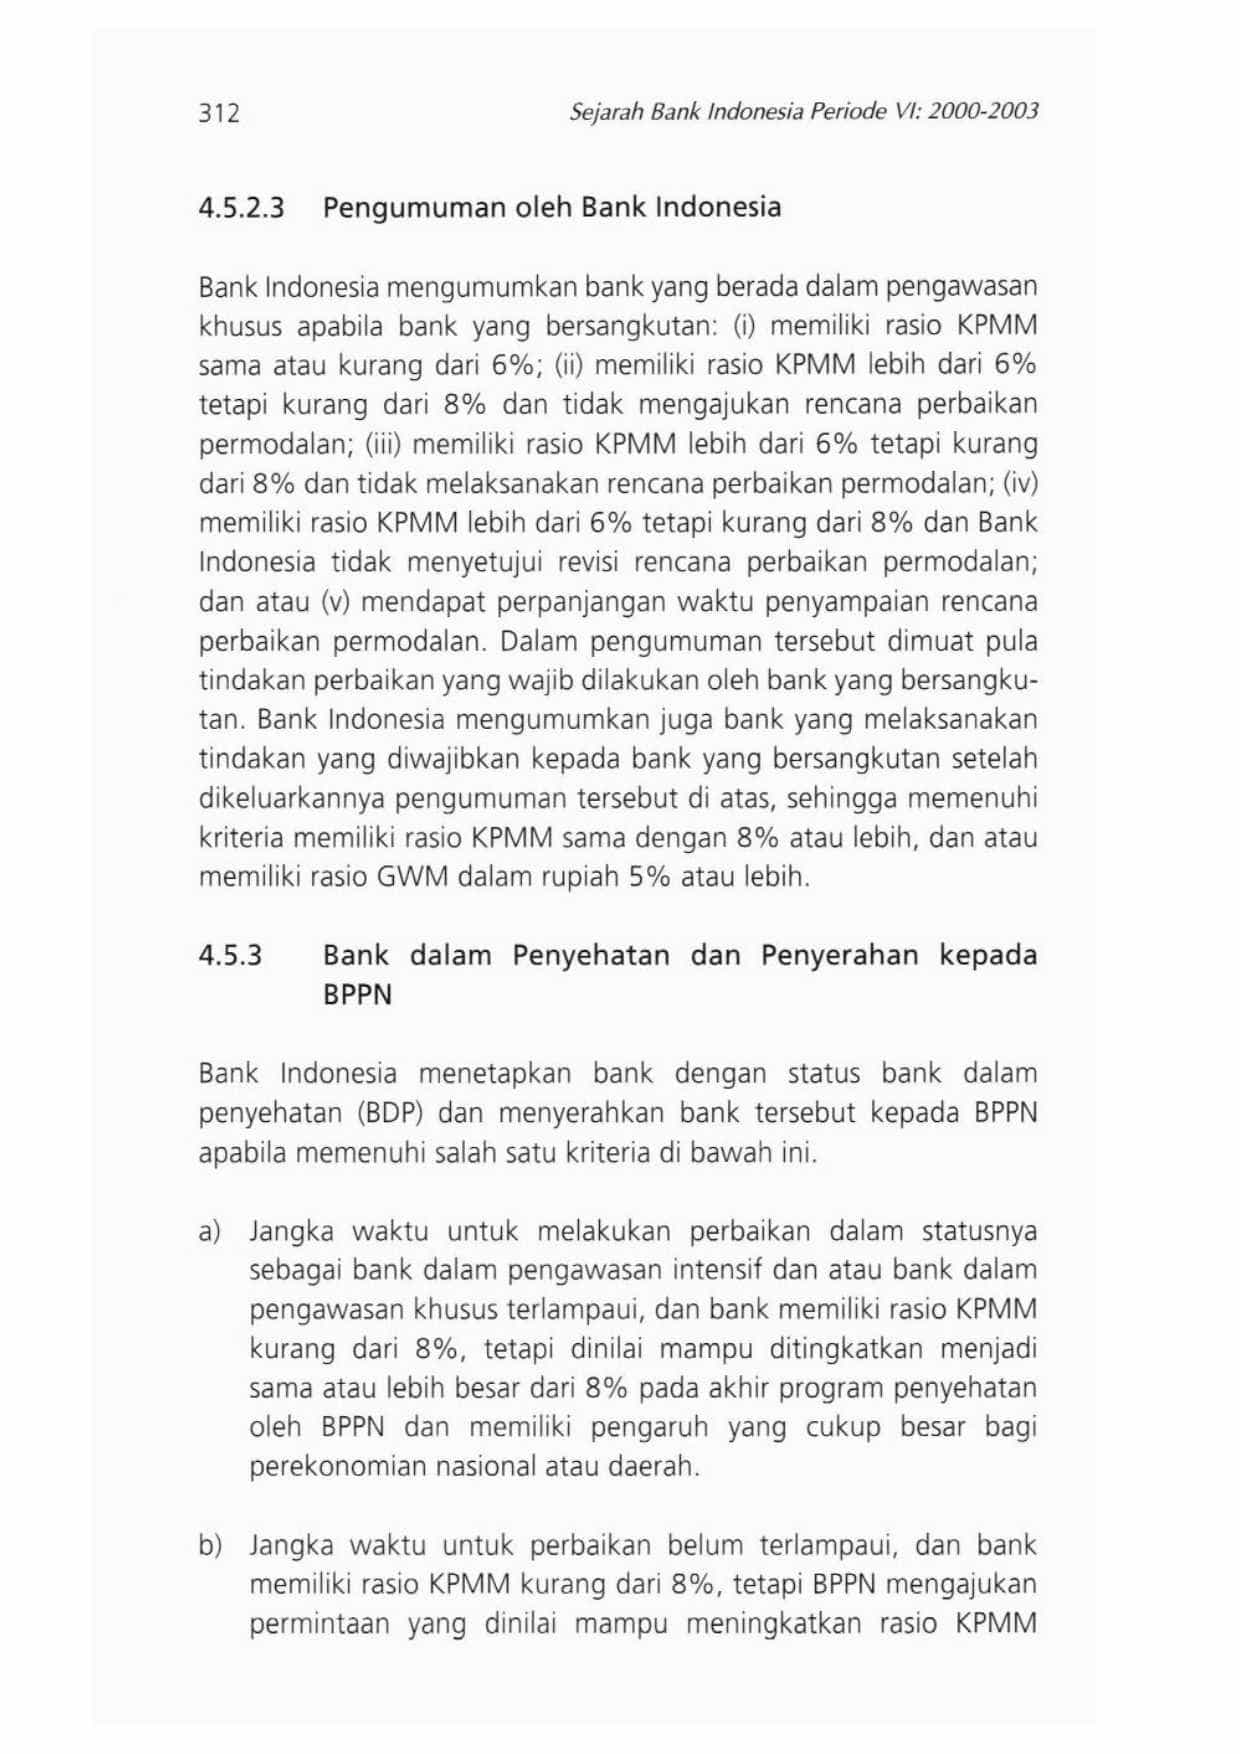 312
Sejarah Bank Indonesia Periode VI: 2000-2003
4.5.2.3 Pengumuman oleh Bank Indonesia
Bank Indonesia mengumumkan bank yang berada dalam pengawasan
khusus apabila bank yang bersangkutan: (i) memiliki rasio KPMM
sama atau kurang dari 6%; (ii) memiliki rasio KPMM lebih dari 6%
tetapi kurang dari 8% dan tidak mengajukan rencana perbaikan
permodalan; (iii) memiliki rasio KPMM lebih dari 6% tetapi kurang
dari 8% dan tidak melaksanakan rencana perbaikan permodalan; (iv)
memiliki rasio KPMM lebih dari 6% tetapi kurang dari 8% dan Bank
Indonesia tidak menyetujui revisi rencana perbaikan permodalan;
dan atau (v) mendapat perpanjangan waktu penyampaian rencana
perbaikan permodalan. Dalam pengumuman tersebut dimuat pula
tindakan perbaikan yang wajib dilakukan oleh bank yang bersangku-
tan. Bank Indonesia mengumumkan juga bank yang melaksanakan
tindakan yang diwajibkan kepada bank yang bersangkutan setelah
dikeluarkannya pengumuman tersebut di atas, sehingga memenuhi
kriteria memiliki rasio KPMM sama dengan 8% atau lebih, dan atau
memiliki rasio GWM dalam rupiah 5% atau lebih.
4.5.3 Bank dalam Penyehatan dan Penyerahan kepada
BPPN
Bank Indonesia menetapkan bank dengan status bank dalam
penyehatan (BDP) dan menyerahkan bank tersebut kepada BPPN
apabila memenuhi salah satu kriteria di bawah ini.
a) Jangka waktu untuk melakukan perbaikan dalam statusnya
sebagai bank dalam pengawasan intensif dan atau bank dalam
pengawasan khusus terlampaui, dan bank memiliki rasio KPMM
kurang dari 8%, tetapi dinilai mampu ditingkatkan menjadi
sama atau lebih besar dari 8% pada akhir program penyehatan
oleh BPPN dan memiliki pengaruh yang cukup besar bagi
perekonomian nasional atau daerah.
b) Jangka waktu untuk perbaikan belum terlampaui, dan bank
memiliki rasio KPMM kurang dari 8%, tetapi BPPN mengajukan
permintaan yang dinilai mampu meningkatkan rasio KPMM